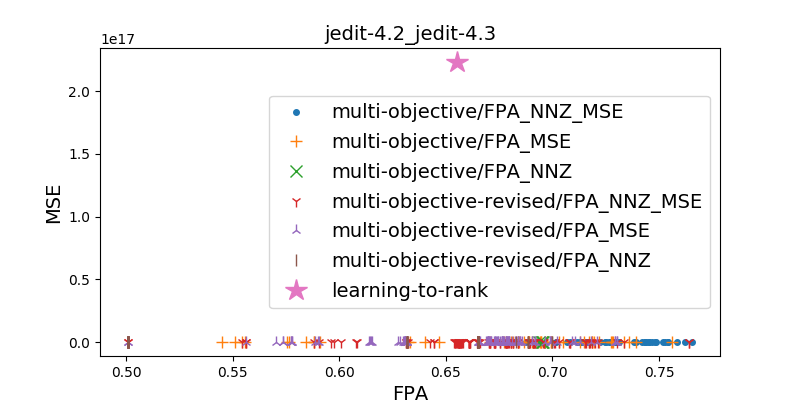 jedit-4.2_jedit-4.3
1e17
2.0
1.5
1.0
0.5
0.0
MSE
multi-objective/FPA_NNZ_MSE
multi-objective/FPA_MSE
multi-objective/FPA_NNZ
multi-objective-revised/FPA_NNZ_MSE
multi-objective-revised/FPA_MSE
multi-objective-revised/FPA_NNZ
learning-to-rank
0.50 0.55 0.60 0.65 0.70 0.75
FPA